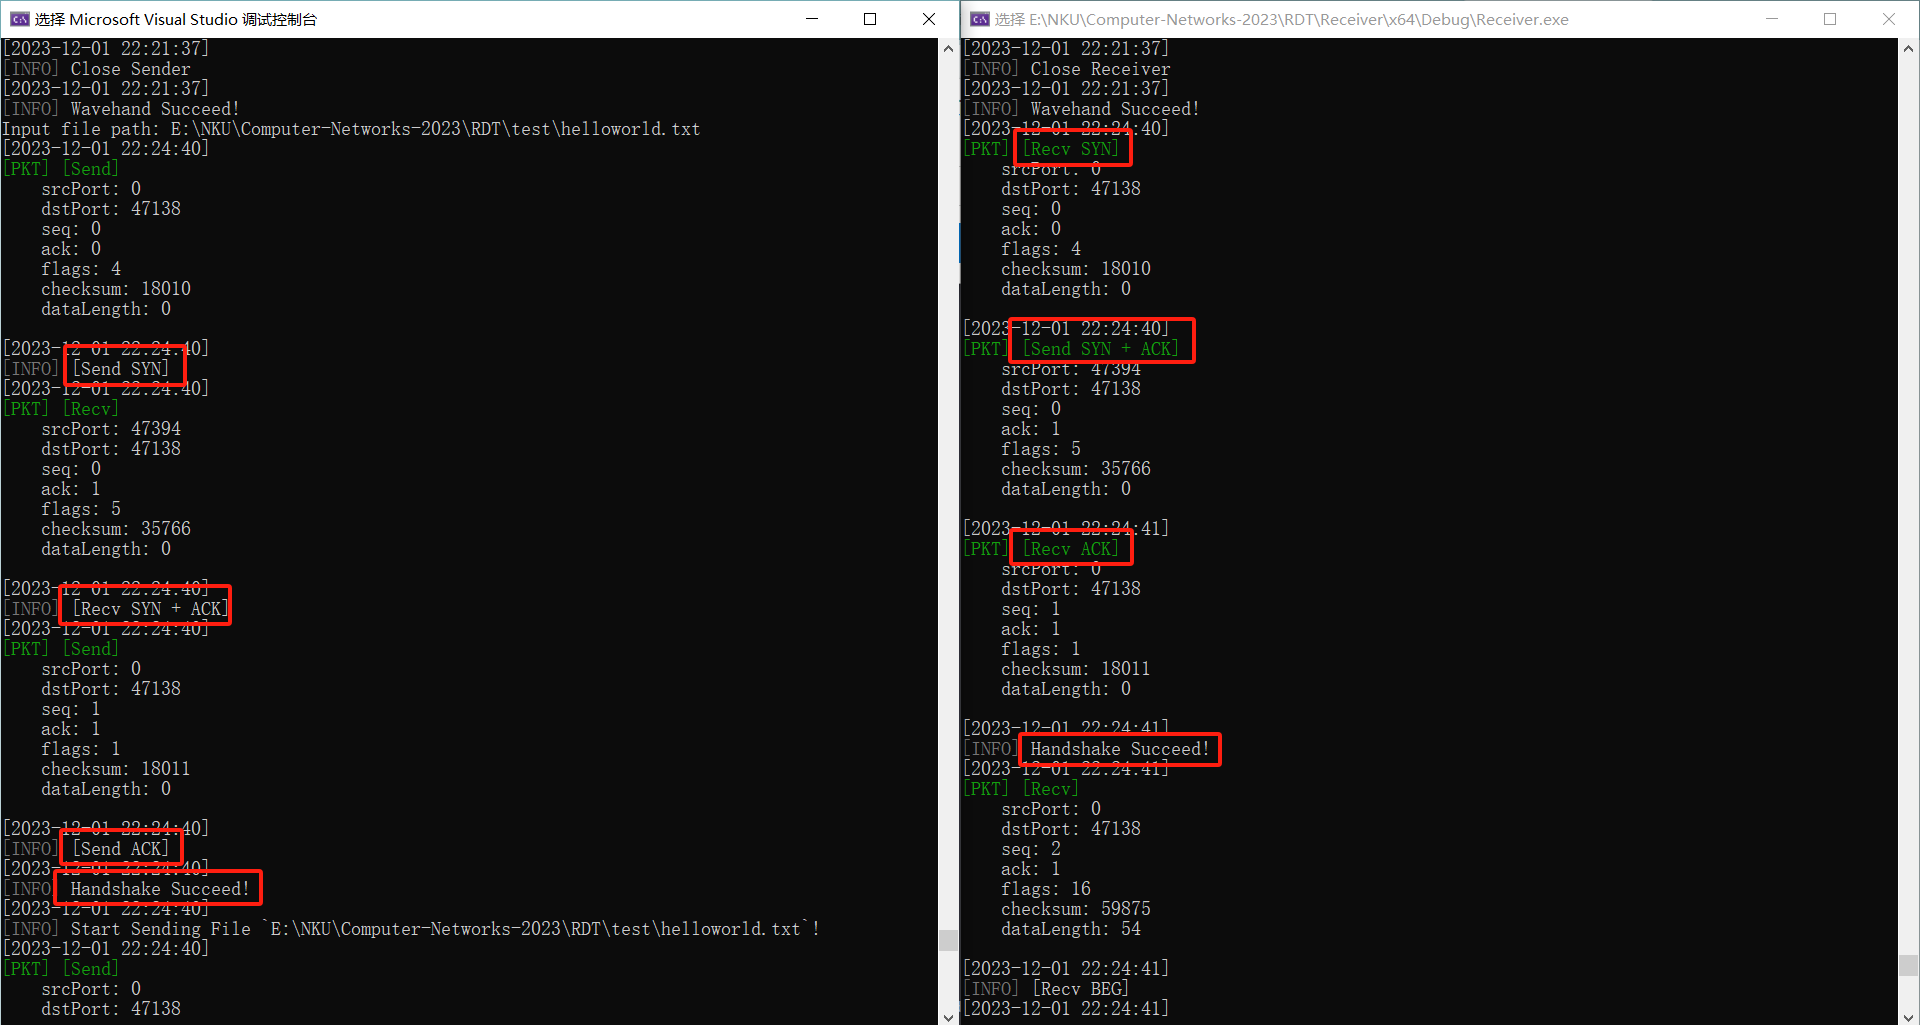 选择 Microsoft Visual Studio 调试控制台
[2023-12-01 22:21:37]
[INFO] Close Sender
[2023-12-01 22:21:37]
[INFO] Wavehand Succeed!
Input file path: E:\NKU\Computer-Networks-2023\RDT\test\helloworld.txt
[2023-12-01 22:24:40]
[PKT] [Send]
srcPort: 0
dstPort: 47138
seq: 0
ack: 0
flags: 4
checksum: 18010
dataLength: 0
[2023-12-01 22:24:40]
[INFO] [Send SYN]
[2023-12-01 22:24:40]
[PKT] [Recv]
srcPort: 47394
dstPort: 47138
seq: 0
ack: 1
flags: 5
checksum: 35766
dataLength: 0
[2023-12-01 22:24:40]
[INFO] [Recv SYN + ACK]
[2023-12-01 22:24:40]
[PKT] [Send]
srcPort: 0
dstPort: 47138
seq: 1
ack: 1
flags: 1
checksum: 18011
dataLength: 0
[2023-12-01 22:24:40]
[INFO] [Send ACK]
[2023-12-01 22:24:40]
[INFO] Handshake Succeed!
[2023-12-01 22:24:40]
[INFO] Start Sending File `E:\NKU\Computer-Networks-2023\RDT\test\helloworld.txt`!
[2023-12-01 22:24:40]
[PKT] [Send]
srcPort: 0
dstPort: 47138
选择 E:\NKU\Computer-Networks-2023\RDT\Receiver\x64\Debug\Receiver.exe
[2023-12-01 22:21:37]
[INFO] Close Receiver
[2023-12-01 22:21:37]
[INFO] Wavehand Succeed!
[2023-12-01 22:24:40]
[PKT] [Recv SYN]
srcPort: 0
dstPort: 47138
seq: 0
ack: 0
flags: 4
checksum: 18010
dataLength: 0
[2023-12-01 22:24:40]
[PKT] [Send SYN + ACK]
srcPort: 47394
dstPort: 47138
seq: 0
ack: 1
flags: 5
checksum: 35766
dataLength: 0
[2023-12-01 22:24:41]
[PKT] [Recv ACK]
srcPort: 0
dstPort: 47138
seq: 1
ack: 1
flags: 1
checksum: 18011
dataLength: 0
[2023-12-01 22:24:41]
[INFO] Handshake Succeed!
[2023-12-01 22:24:41]
[PKT] [Recv]
srcPort: 0
dstPort: 47138
seq: 2
ack: 1
flags: 16
checksum: 59875
dataLength: 54
[2023-12-01 22:24:41]
[INFO] [Recv BEG]
[2023-12-01 22:24:41]